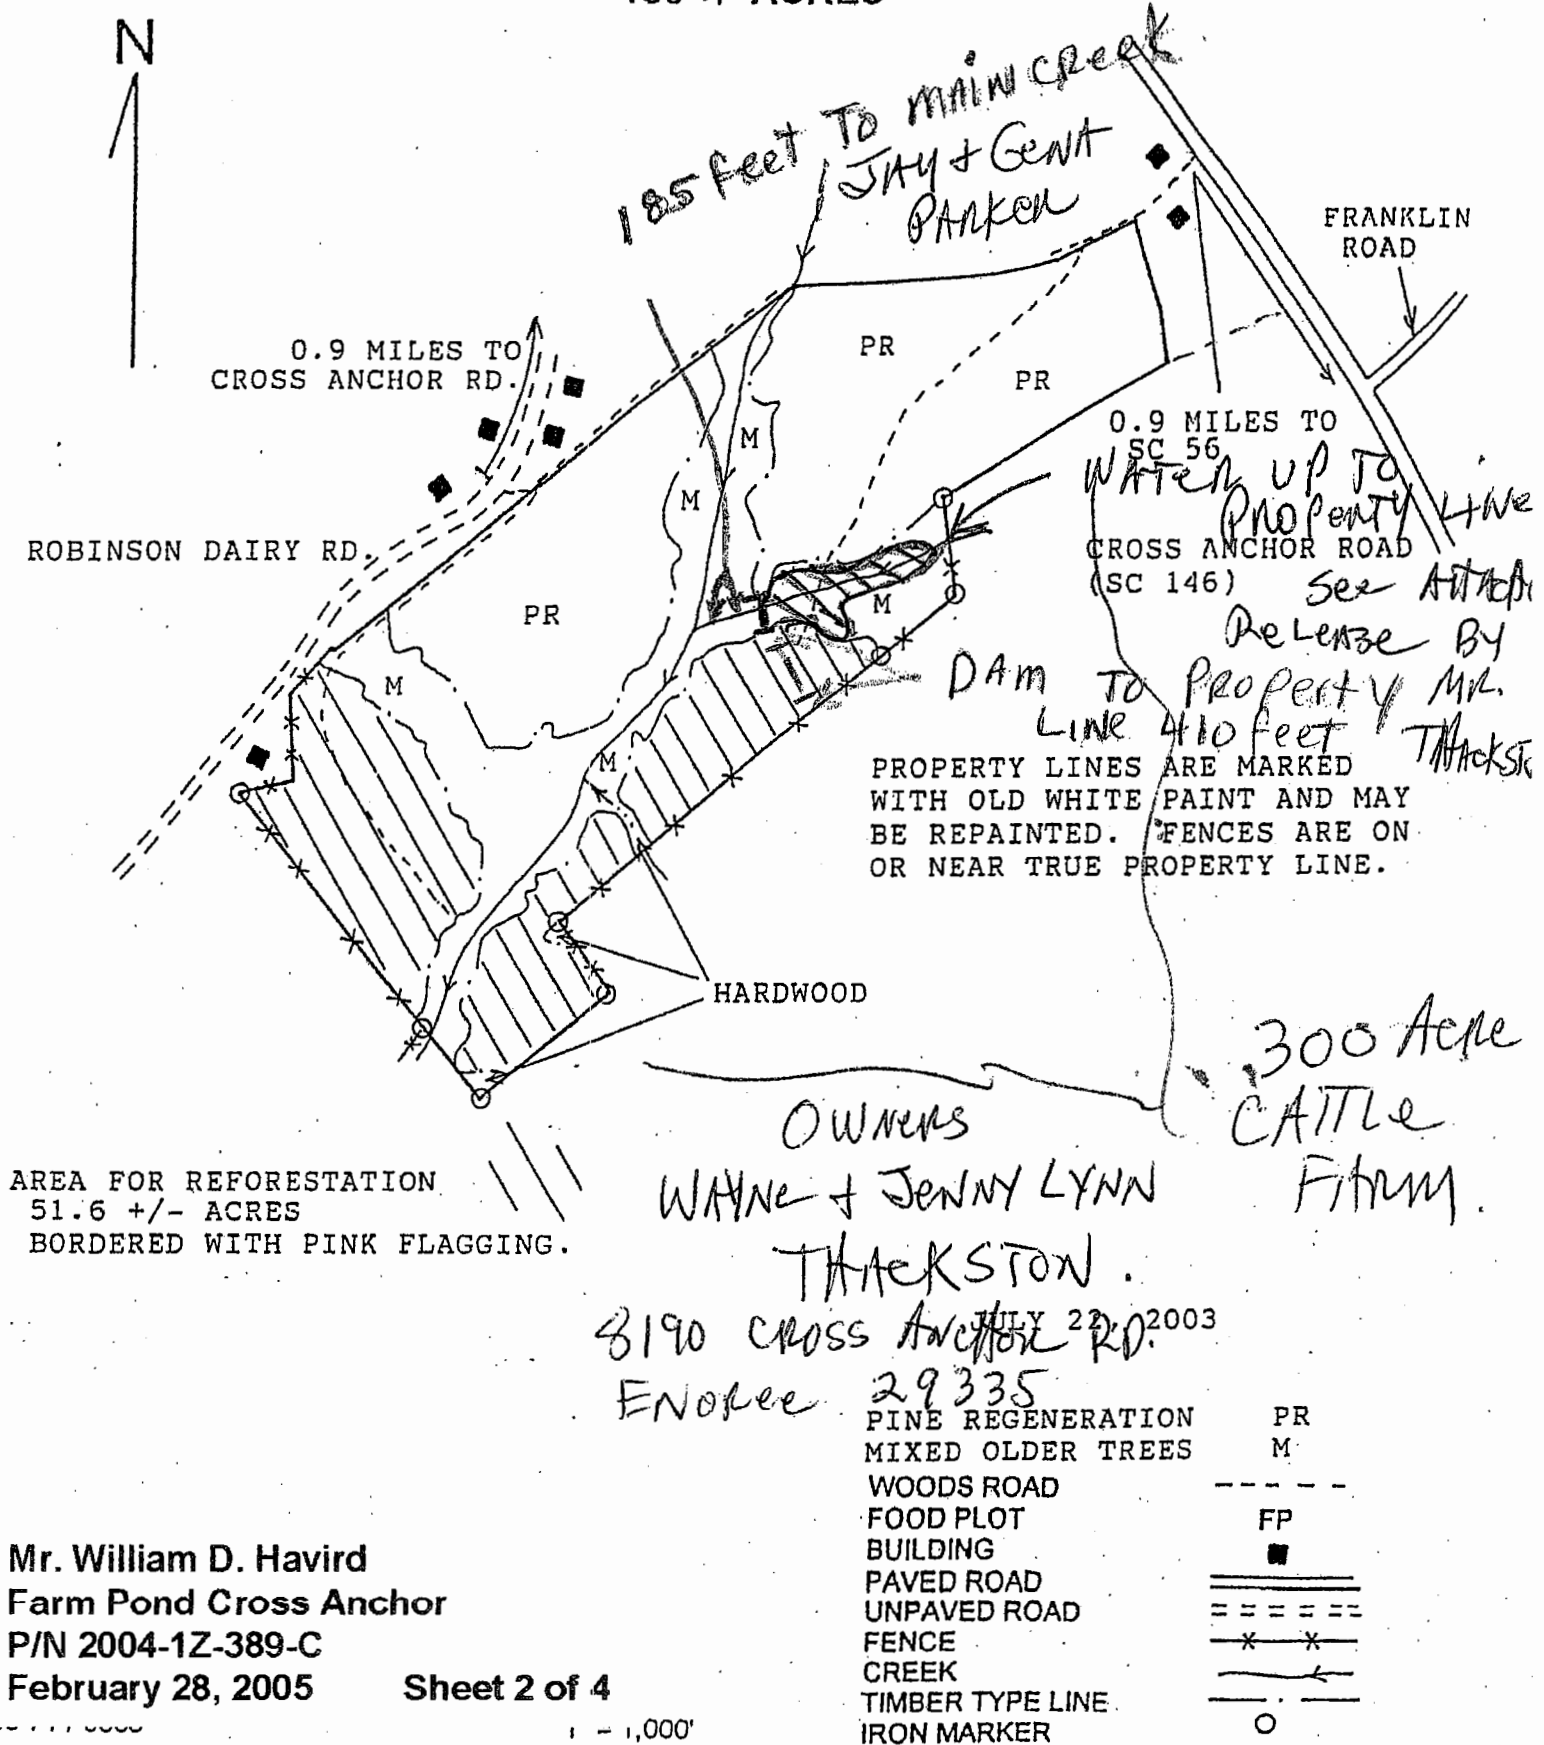 ACRES
N
185 feet To MAIN CReek
JAY + GeNA
PARKER
FRANKLIN
ROAD
0.9 MILES TO
CROSS ANCHOR RD.
PR
PR
M
M
0.9 MILES TO
SC 56
WATER UP TO
PROPERTY LINE
ROBINSON DAIRY RD.
CROSS ANCHOR ROAD
(SC 146)
See
ReLEASe BY
MR.
PR
M
M
DAM TO PROPerty
LINE 410 feet
M
PROPERTY LINES ARE MARKED
WITH OLD WHITE PAINT AND MAY
BE REPAINTED. FENCES ARE ON
OR NEAR TRUE PROPERTY LINE.
HARDWOOD
300 Acre
CATTLe
FARM.
OWNeRS
WAYNe + JeNNY LYNN
THACKSTON.
8190 CROSS ANCHOR RD.
ENOREE 29335
AREA FOR REFORESTATION
51.6 +/- ACRES
BORDERED WITH PINK FLAGGING.
JULY 22, 2003
PINE REGENERATION PR
MIXED OLDER TREES M
WOODS ROAD
FOOD PLOT FP
BUILDING
PAVED ROAD
UNPAVED ROAD
FENCE
CREEK
TIMBER TYPE LINE
IRON MARKER
Mr. William D. Havird
Farm Pond Cross Anchor
P/N 2004-1Z-389-C
February 28, 2005 Sheet 2 of 4
1,000'